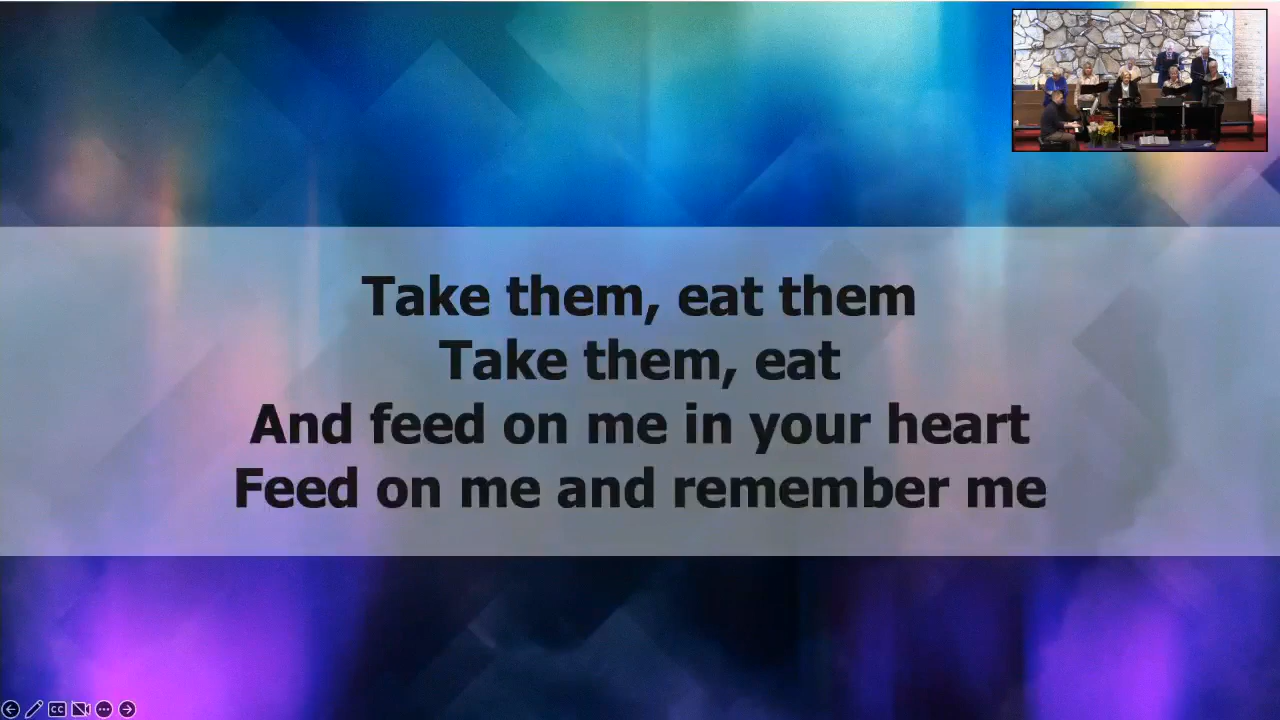 Take them, eat them
Take them, eat
And feed on me in your heart
Feed on me and remember me
CC